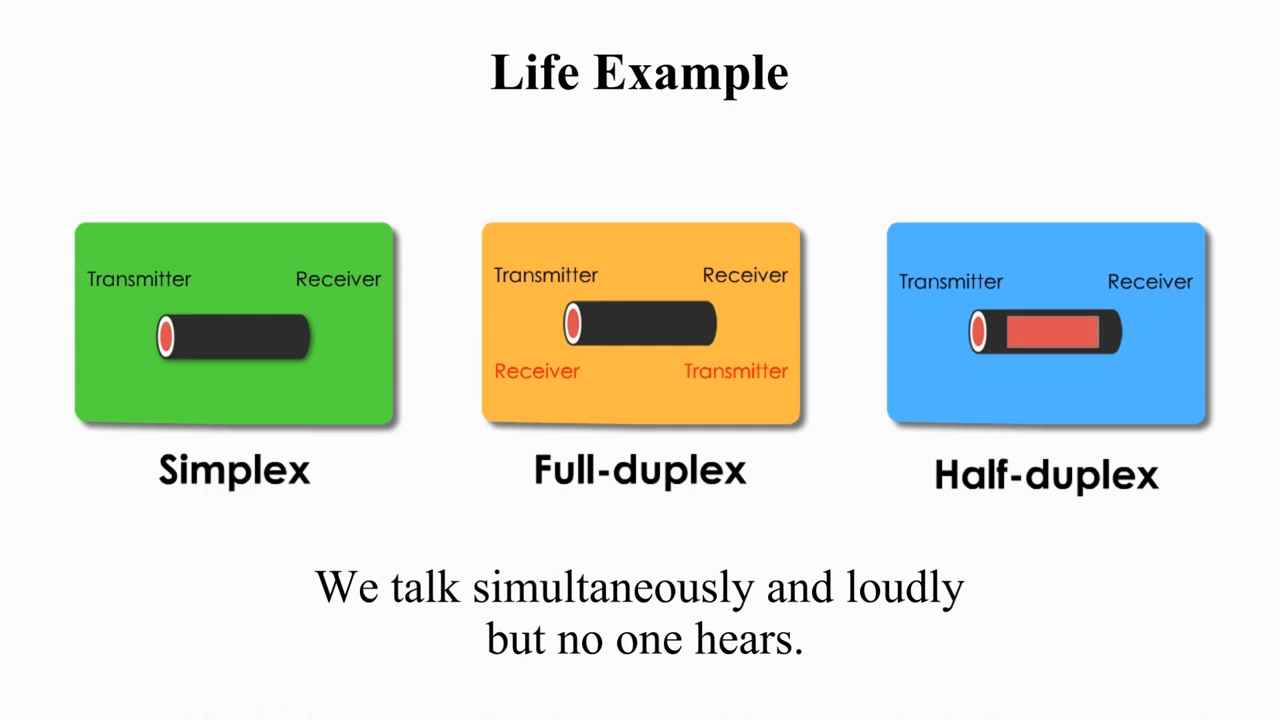 Life Example
Transmitter Receiver
Simplex
Transmitter Receiver
Receiver Transmitter
Full-duplex
Transmitter Receiver
Half-duplex
We talk simultaneously and loudly
but no one hears.